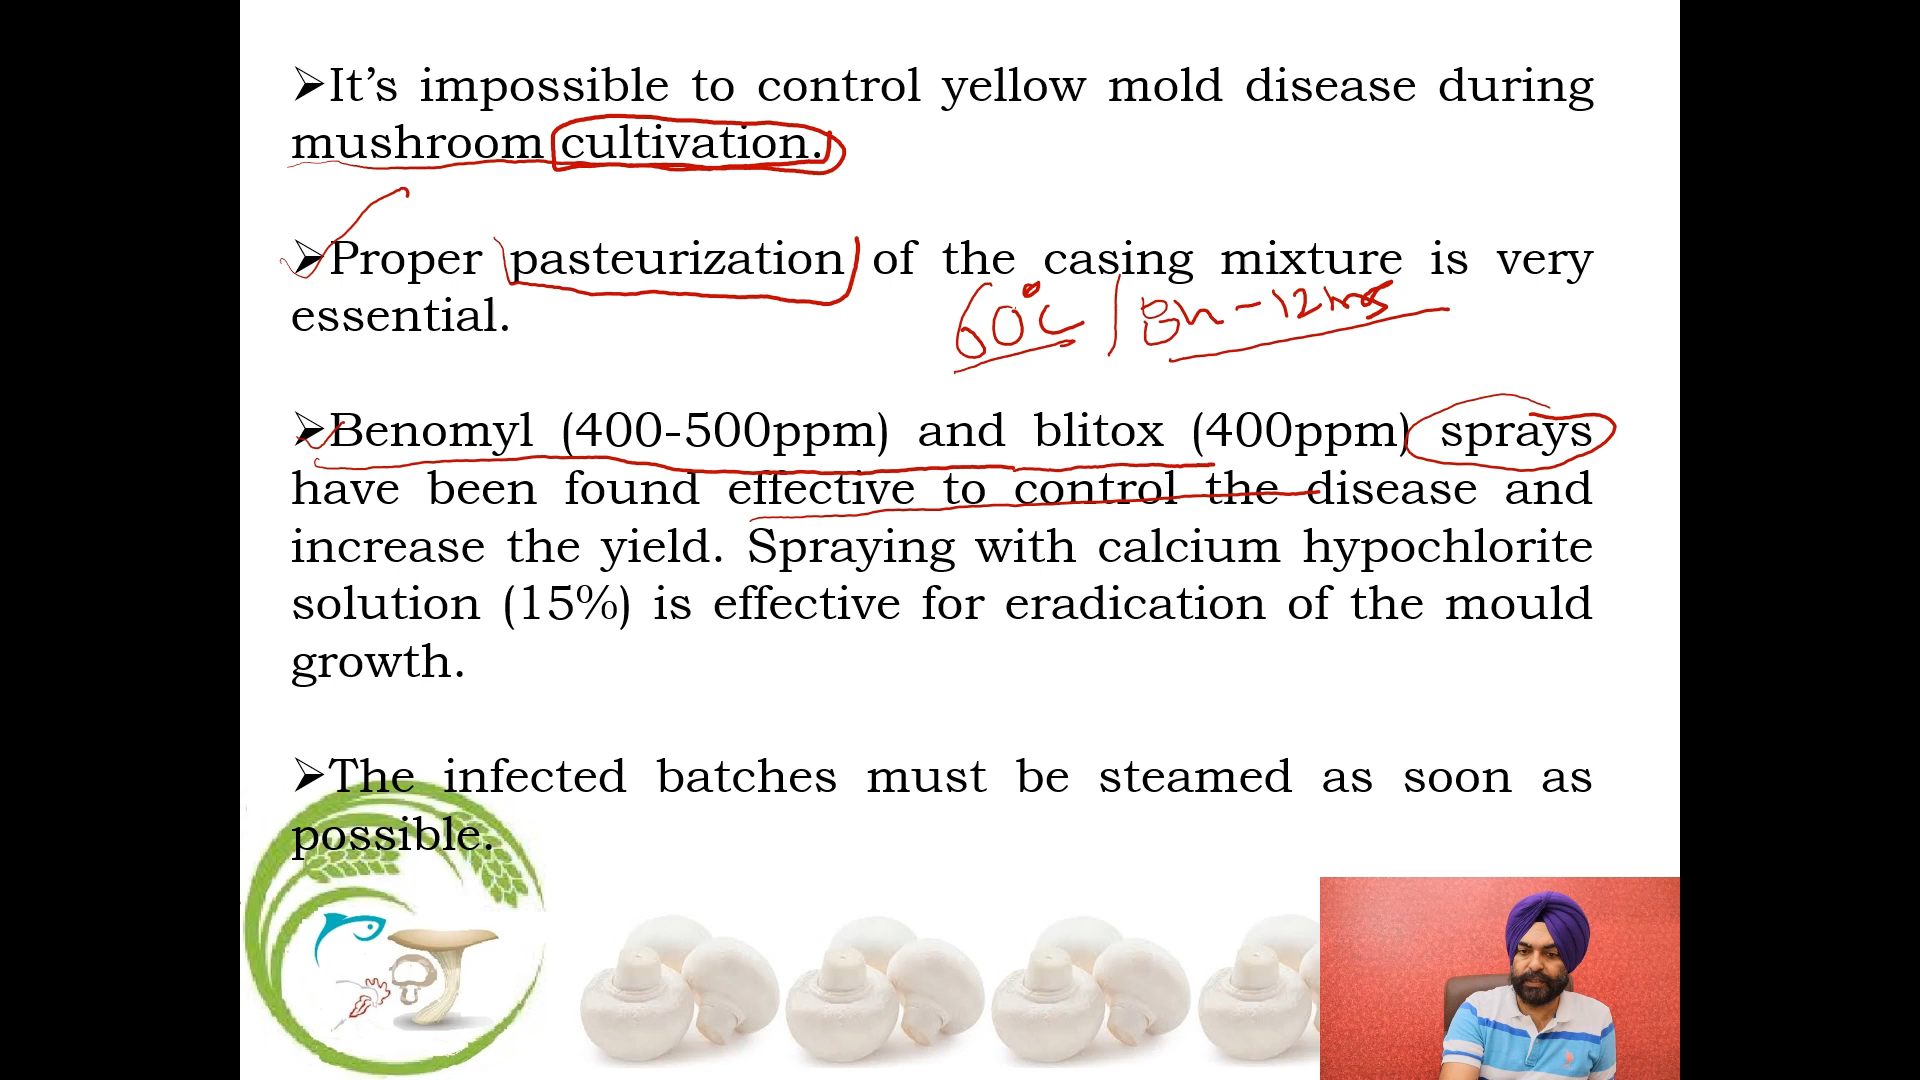 ➢It’s impossible to control yellow mold disease during
mushroom cultivation.
➢Proper pasteurization of the casing mixture is very
essential.
60°C / 8h - 12 hrs
➢Benomyl (400-500ppm) and blitox (400ppm) sprays
have been found effective to control the disease and
increase the yield. Spraying with calcium hypochlorite
solution (15%) is effective for eradication of the mould
growth.
➢The infected batches must be steamed as soon as
possible.